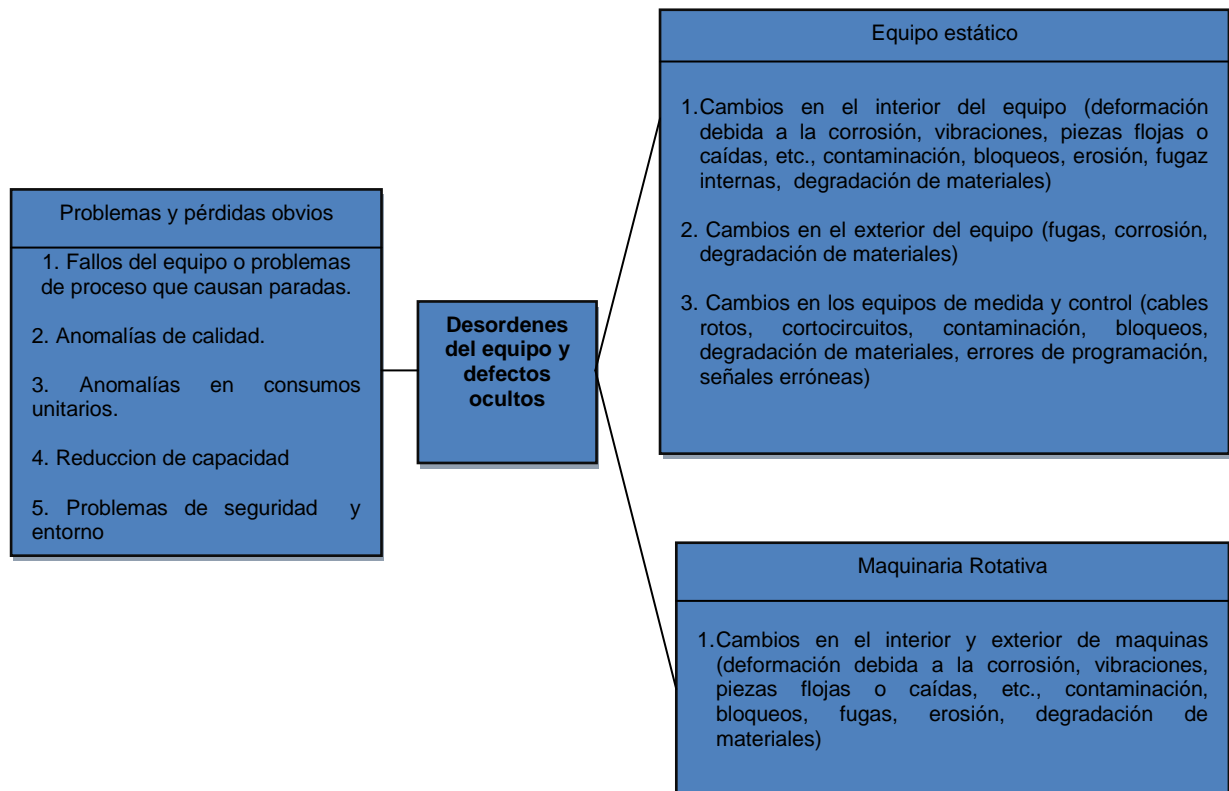 Problemas y pérdidas obvios
1. Fallos del equipo o problemas
de proceso que causan paradas.
2. Anomalías de calidad.
3. Anomalías en consumos
unitarios.
4. Reduccion de capacidad
5. Problemas de seguridad y
entorno
Desordenes
del equipo y
defectos
ocultos
Equipo estático
1.Cambios en el interior del equipo (deformación
debida a la corrosión, vibraciones, piezas flojas o
caídas, etc., contaminación, bloqueos, erosión, fugaz
internas, degradación de materiales)
2. Cambios en el exterior del equipo (fugas, corrosión,
degradación de materiales)
3. Cambios en los equipos de medida y control (cables
rotos, cortocircuitos, contaminación, bloqueos,
degradación de materiales, errores de programación,
señales erróneas)
Maquinaria Rotativa
1.Cambios en el interior y exterior de maquinas
(deformación debida a la corrosión, vibraciones,
piezas flojas o caídas, etc., contaminación,
bloqueos, fugas, erosión, degradación de
materiales)